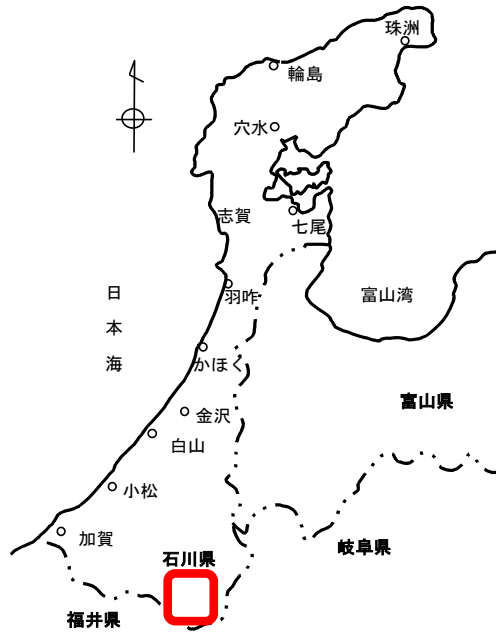 珠洲
輪島
穴水
志賀
七尾
羽咋
富山湾
日本海
かほく
富山県
金沢
白山
小松
加賀
岐阜県
石川県
福井県